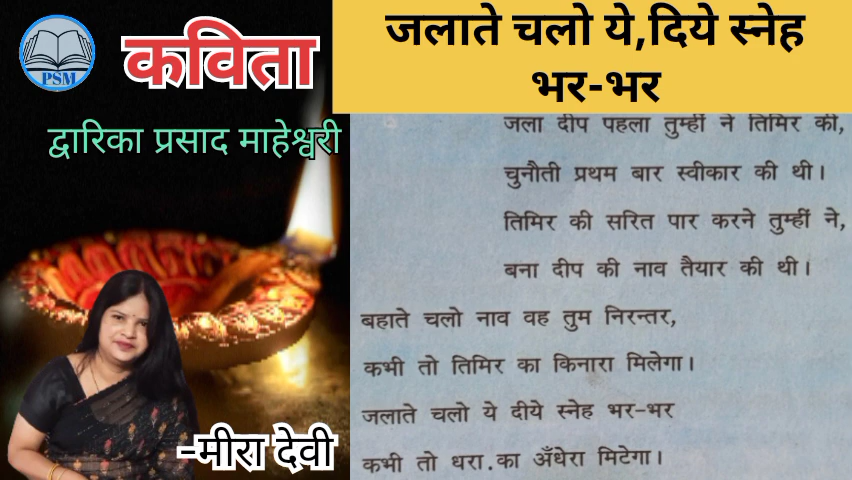 PSM
कविता
द्वारिका प्रसाद माहेश्वरी
-मीरा देवी
जलाते चलो ये,दिये स्नेह
भर-भर
जला दीप पहला तुम्हीं ने तिमिर की,
चुनौती प्रथम बार स्वीकार की थी।
तिमिर की सरित पार करने तुम्हीं ने,
बना दीप की नाव तैयार की थी।
बहाते चलो नाव वह तुम निरन्तर,
कभी तो तिमिर का किनारा मिलेगा।
जलाते चलो ये दीये स्नेह भर-भर
कभी तो धरा.का अँधेरा मिटेगा।